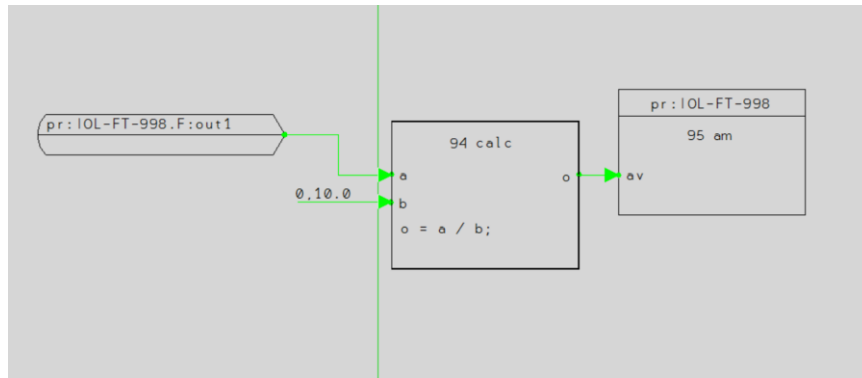 pr:IOL-FT-998.F:out1
0,10.0
94 calc
a
o
b
o = a / b;
pr:IOL-FT-998
95 am
av